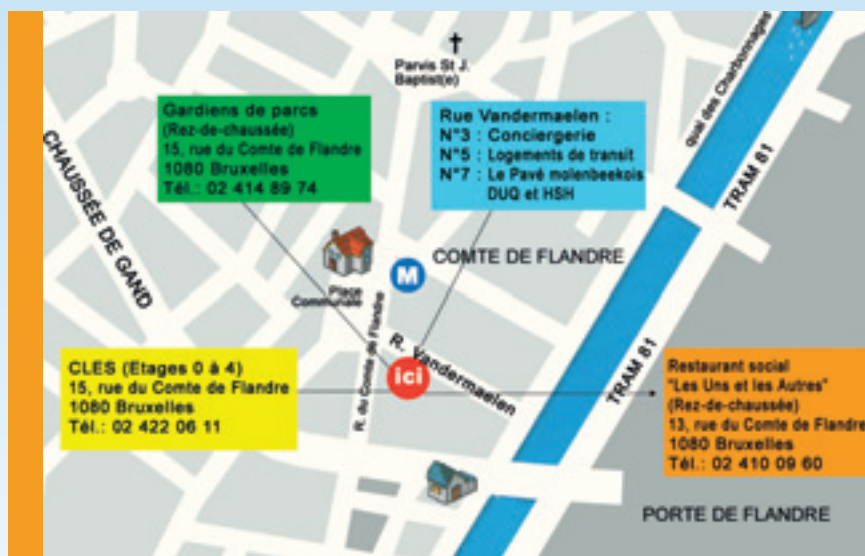 Parvis St J.
Baptist(e)
quai des Charbonnages
Gardiens de parcs
(Rez-de-chaussée)
15, rue du Comte de Flandre
1080 Bruxelles
Tél.: 02 414 89 74
Rue Vandermaelen :
N°3 : Conciergerie
N°5 : Logements de transit
N°7 : Le Pavé molenbeekois
DUQ et HSH
TRAM 81
CHAUSSÉE DE GAND
M
COMTE DE FLANDRE
Place
Communale
R. du Comte de Flandre
R. Vandermaelen
ici
TRAM 81
CLES (Etages 0 à 4)
15, rue du Comte de Flandre
1080 Bruxelles
Tél.: 02 422 06 11
Restaurant social
"Les Uns et les Autres"
(Rez-de-chaussée)
13, rue du Comte de Flandre
1080 Bruxelles
Tél.: 02 410 09 60
PORTE DE FLANDRE